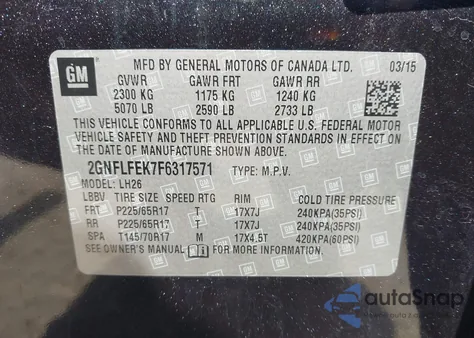 GM
MFD BY GENERAL MOTORS OF CANADA LTD. 03/15
GVWR GAWR FRT GAWR RR
2300 KG 1175 KG 1240 KG
5070 LB 2590 LB 2733 LB
THIS VEHICLE CONFORMS TO ALL APPLICABLE U.S. FEDERAL MOTOR
VEHICLE SAFETY AND THEFT PREVENTION STANDARDS IN EFFECT ON
THE DATE OF MANUFACTURE SHOWN ABOVE.
2GNFLFEK7F6317571 TYPE: M.P.V.
MODEL: LH26
LBBV TIRE SIZE SPEED RTG RIM COLD TIRE PRESSURE
FRT P225/65R17 T 17X7J 240KPA(35PSI)
RR P225/65R17 T 17X7J 240KPA(35PSI)
SPA T145/70R17 M 17X4.5T 420KPA(60PSI)
SEE OWNER'S MANUAL FOR MORE INFORMATION.
autoSnap